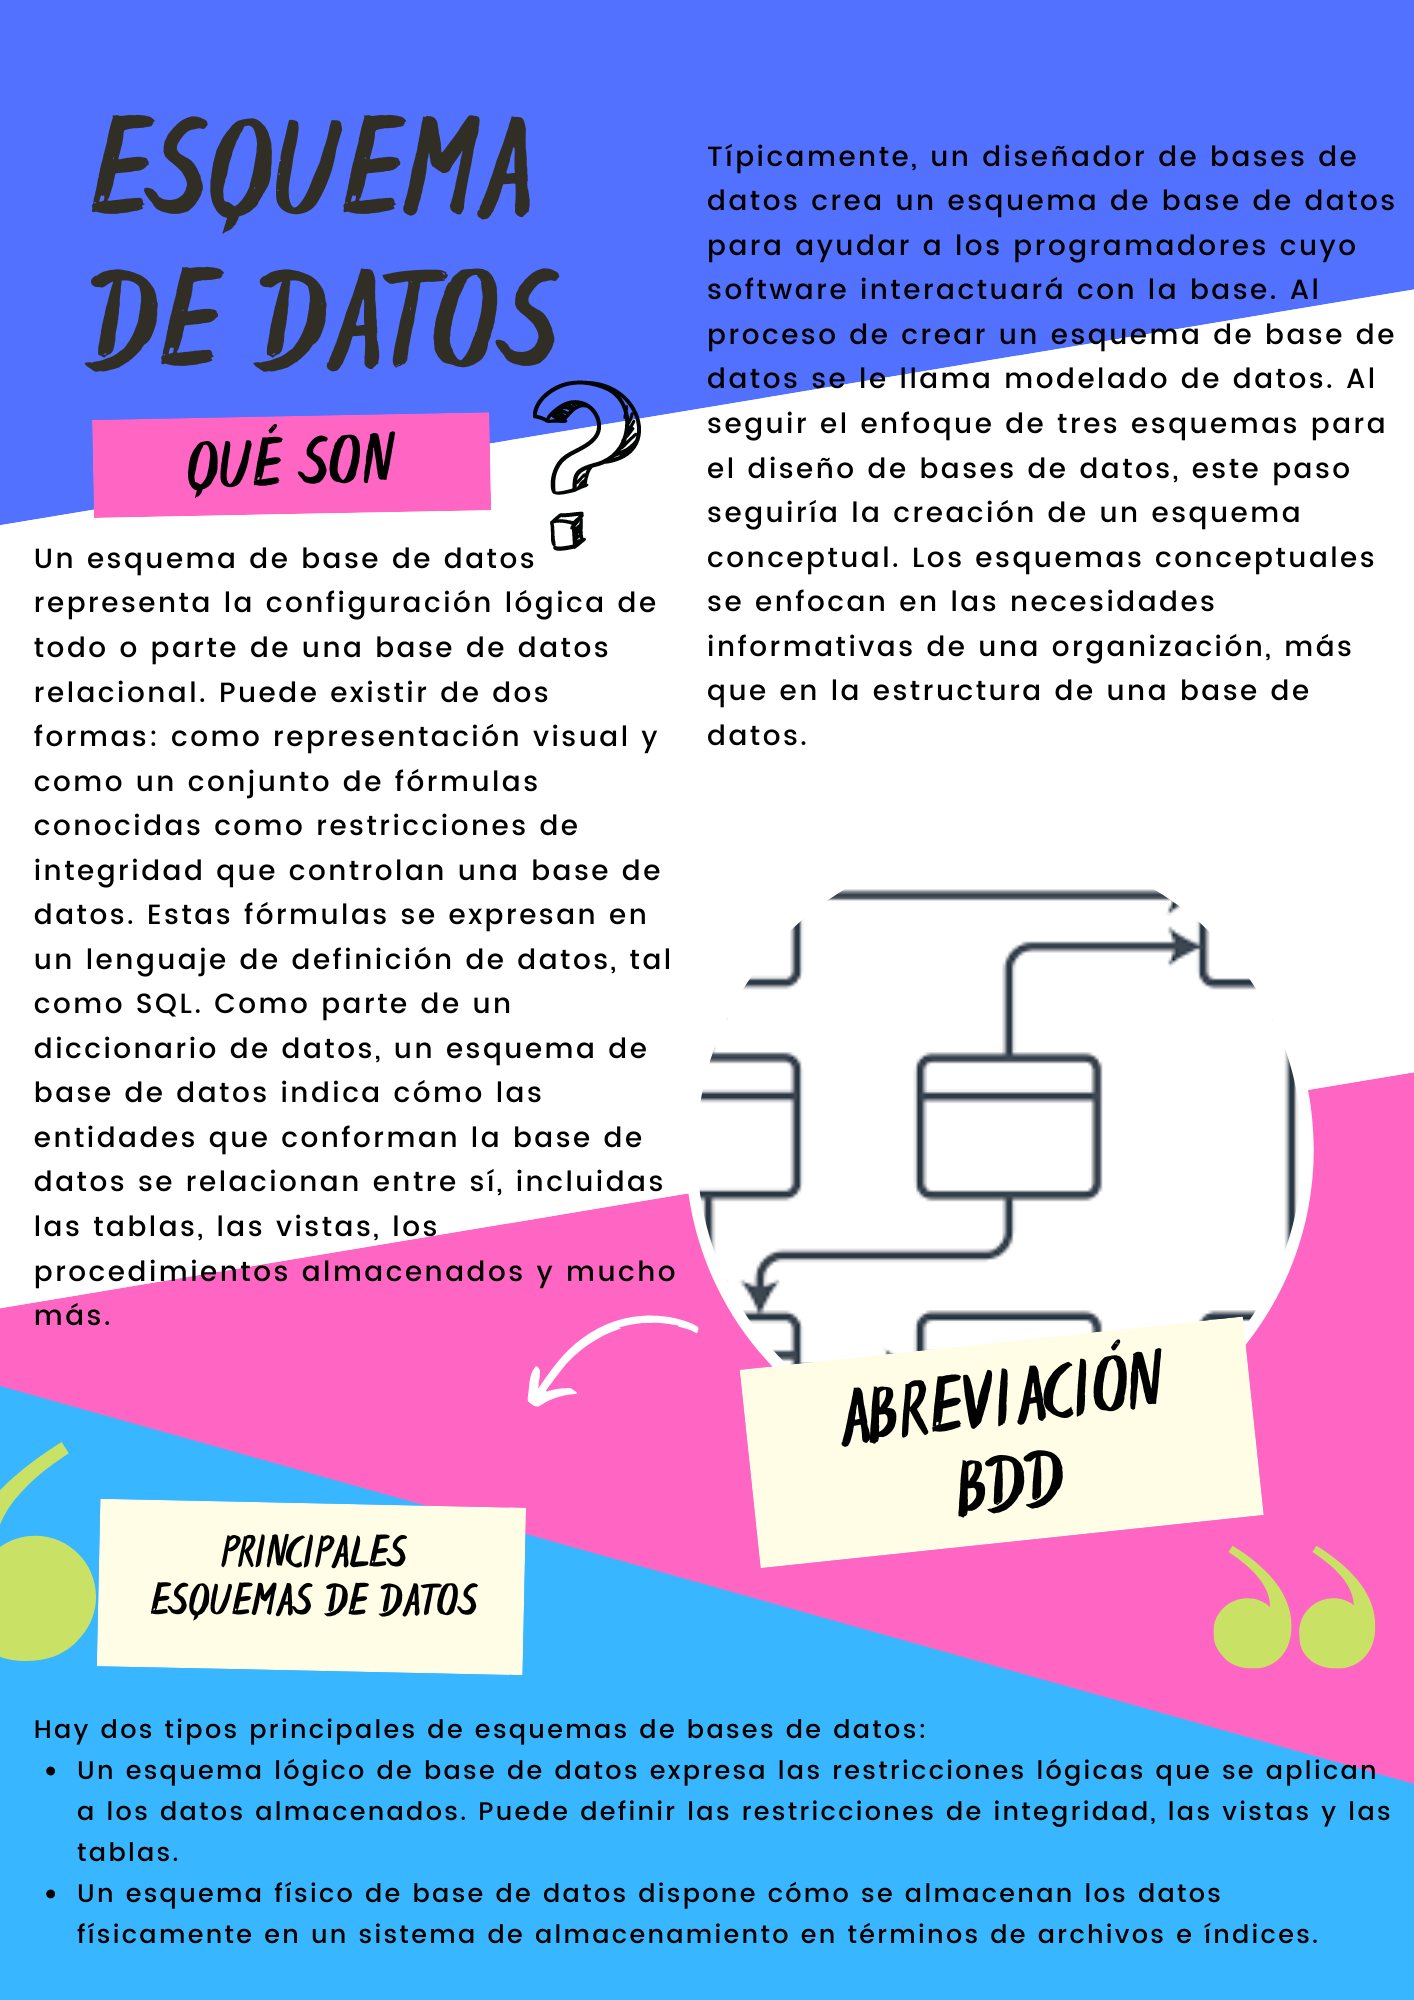 ESQUEMA
DE DATOS
QUÉ SON
?
Un esquema de base de datos
representa la configuración lógica de
todo o parte de una base de datos
relacional. Puede existir de dos
formas: como representación visual y
como un conjunto de fórmulas
conocidas como restricciones de
integridad que controlan una base de
datos. Estas fórmulas se expresan en
un lenguaje de definición de datos, tal
como SQL. Como parte de un
diccionario de datos, un esquema de
base de datos indica cómo las
entidades que conforman la base de
datos se relacionan entre sí, incluidas
las tablas, las vistas, los
procedimientos almacenados y mucho
más.
Típicamente, un diseñador de bases de
datos crea un esquema de base de datos
para ayudar a los programadores cuyo
software interactuará con la base. Al
proceso de crear un esquema de base de
datos se le llama modelado de datos. Al
seguir el enfoque de tres esquemas para
el diseño de bases de datos, este paso
seguiría la creación de un esquema
conceptual. Los esquemas conceptuales
se enfocan en las necesidades
informativas de una organización, más
que en la estructura de una base de
datos.
ABREVIACIÓN
BDD
PRINCIPALES
ESQUEMAS DE DATOS
Hay dos tipos principales de esquemas de bases de datos:
• Un esquema lógico de base de datos expresa las restricciones lógicas que se aplican
a los datos almacenados. Puede definir las restricciones de integridad, las vistas y las
tablas.
• Un esquema físico de base de datos dispone cómo se almacenan los datos
físicamente en un sistema de almacenamiento en términos de archivos e índices.